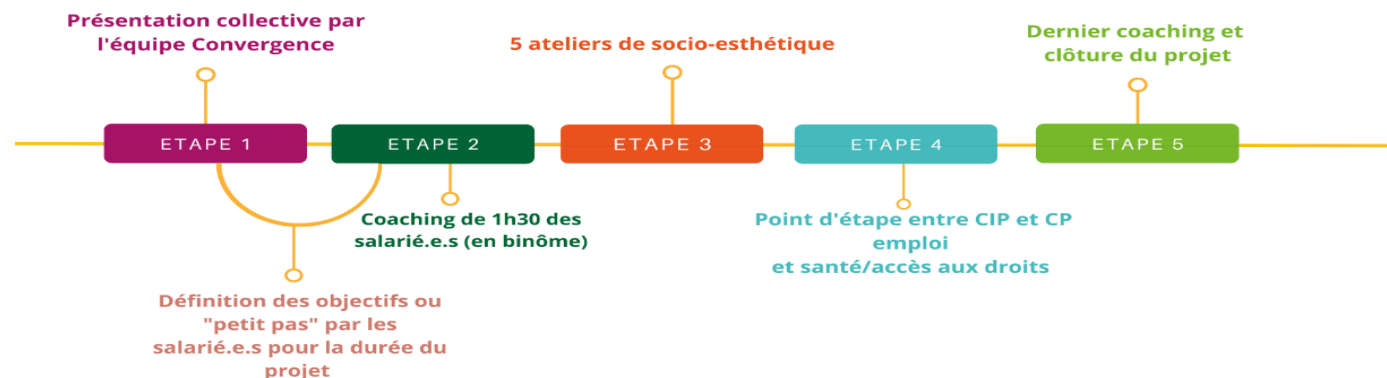 Présentation collective par
l'équipe Convergence
5 ateliers de socio-esthétique
Dernier coaching et
clôture du projet
ETAPE 1
ETAPE 2
ETAPE 3
ETAPE 4
ETAPE 5
Coaching de 1h30 des
salarié.e.s (en binôme)
Point d'étape entre CIP et CP
emploi
et santé/accès aux droits
Définition des objectifs ou
"petit pas" par les
salarié.e.s pour la durée du
projet